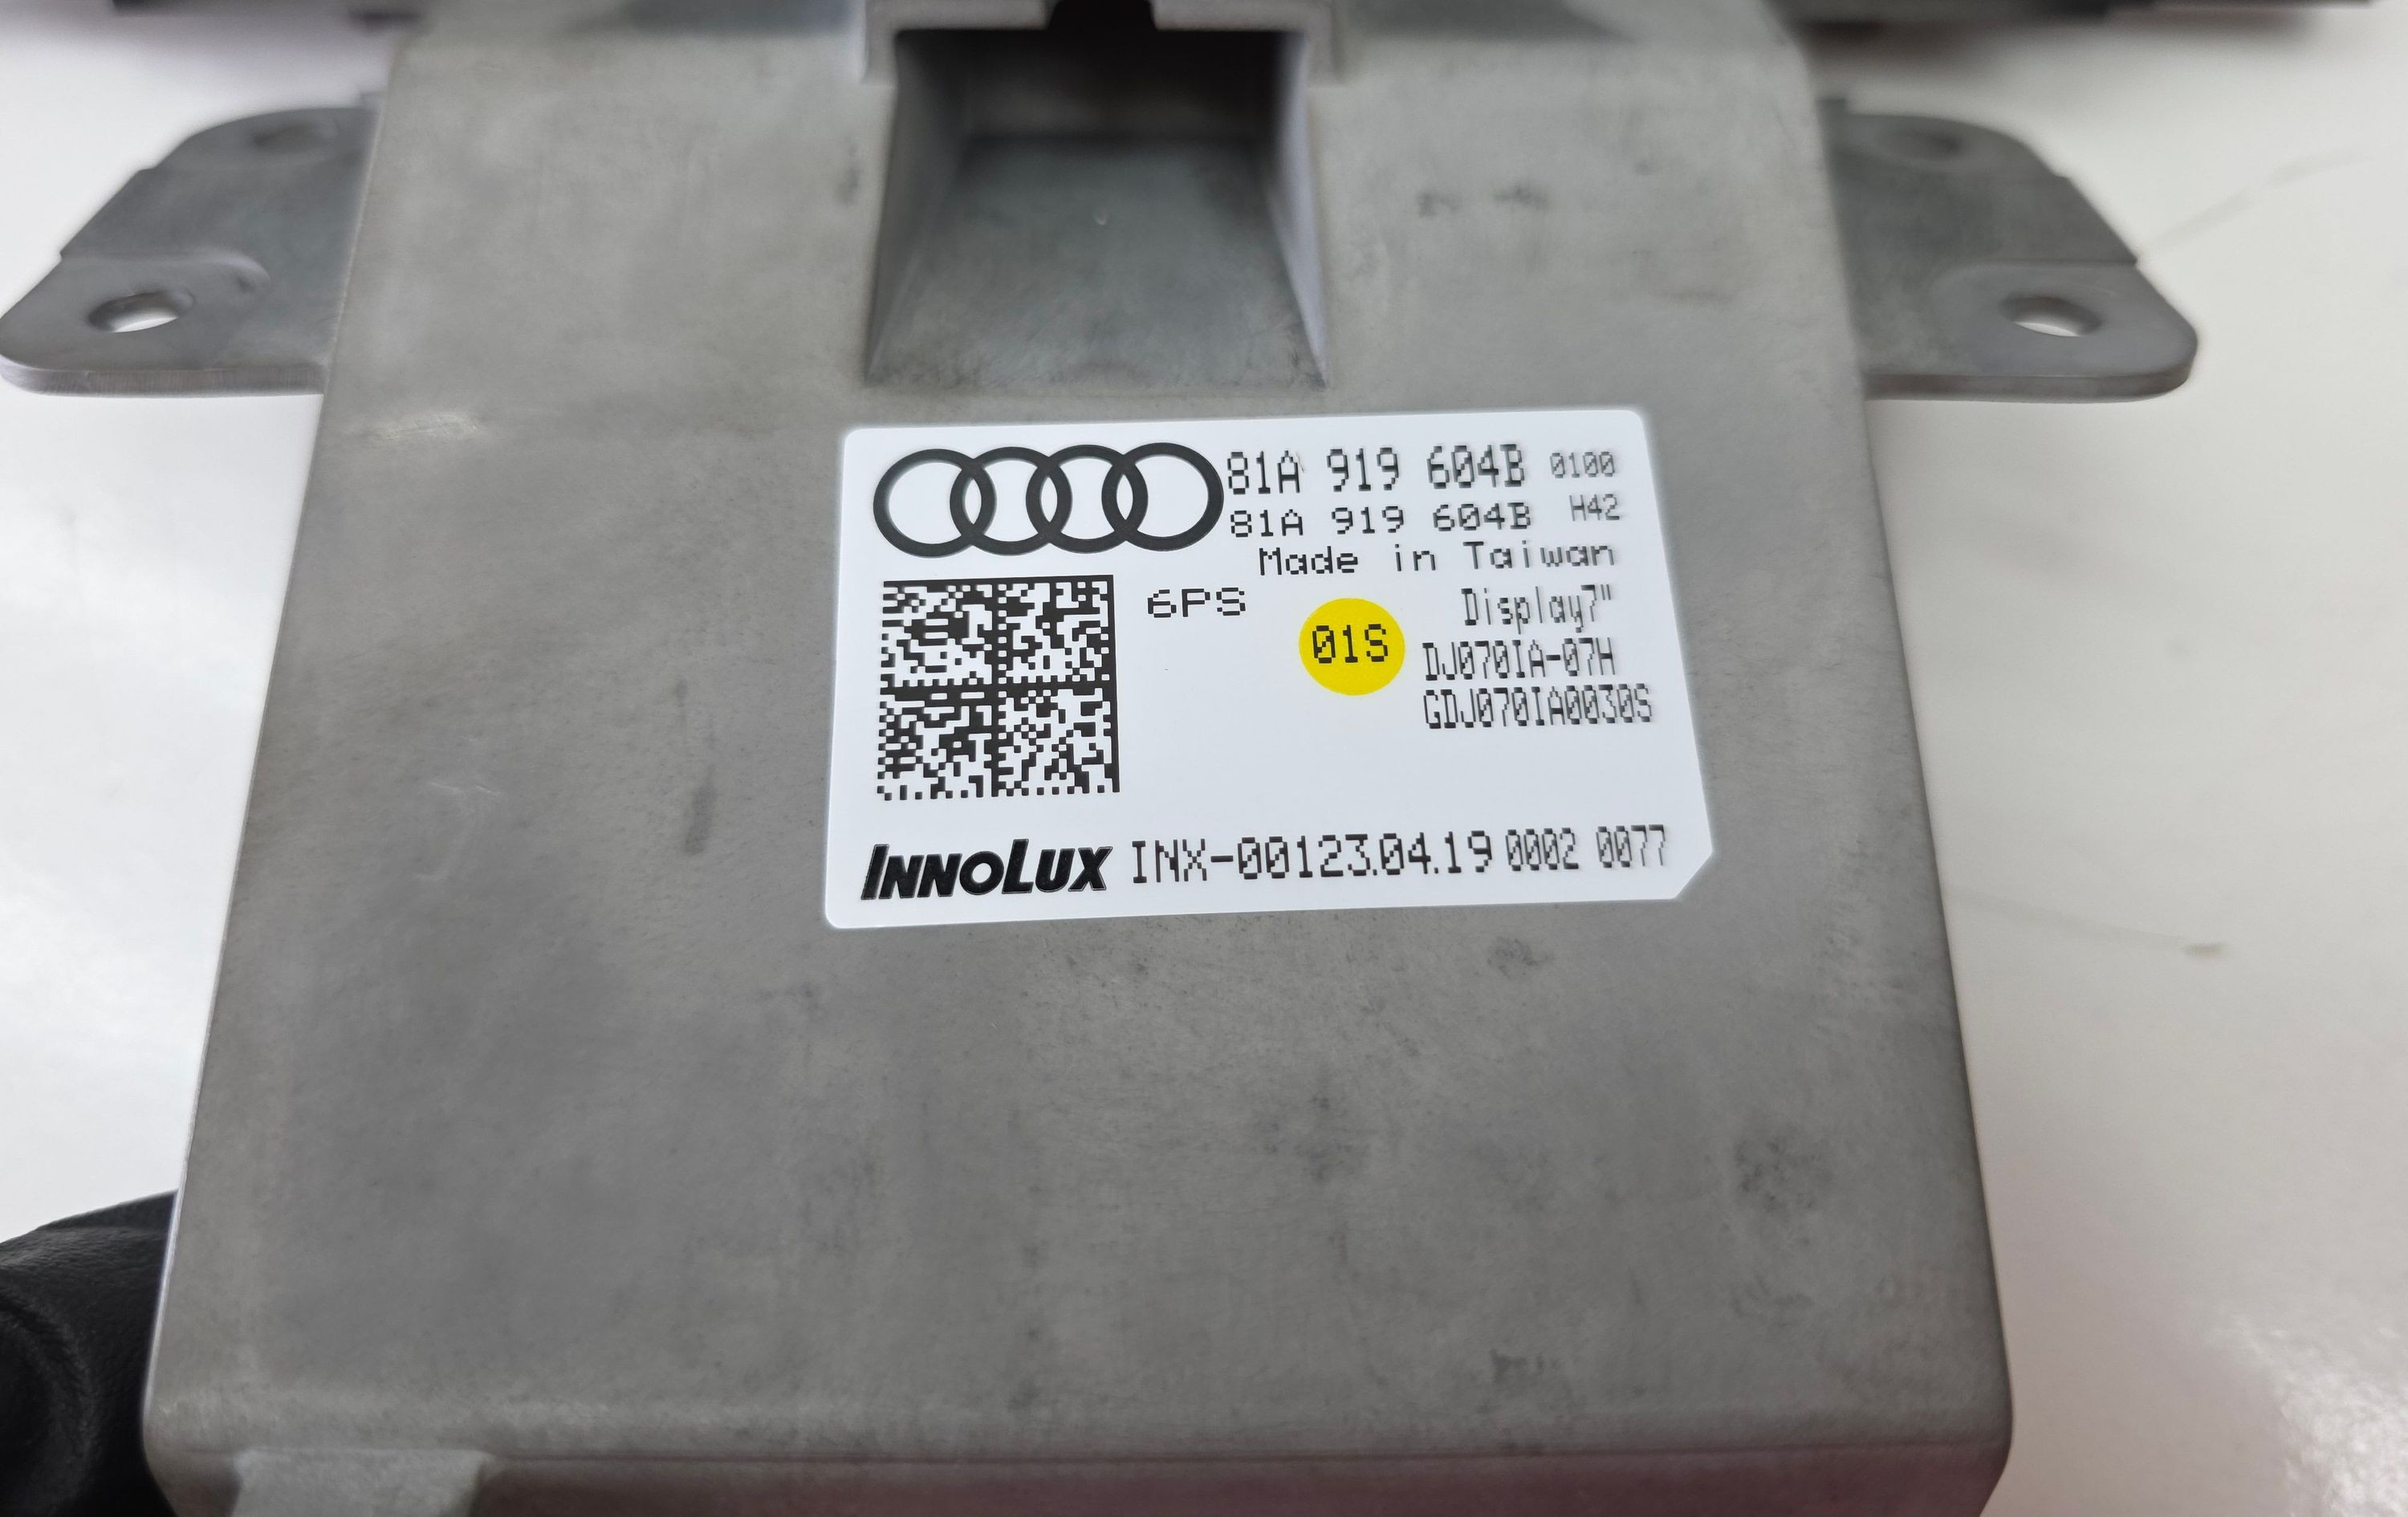 81A 919 604B 0100
81A 919 604B H42
Made in Taiwan
6PS
Display7"
01S
DJ070IA-07H
GDJ070IA0030S
INNOLUX INX-00123.04.19 0002 0077